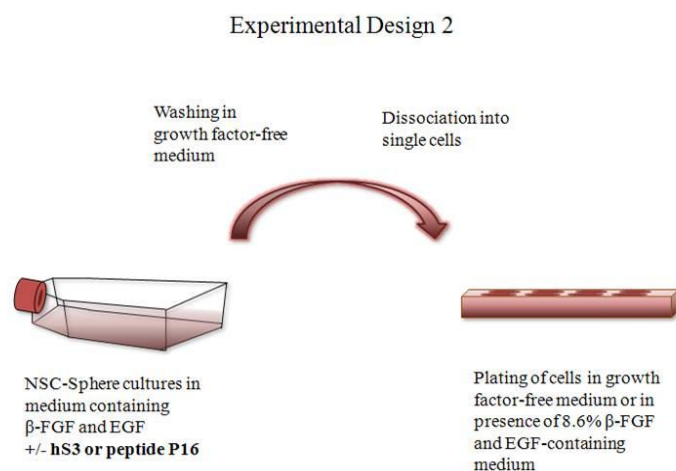 Experimental Design 2
Washing in
growth factor-free
medium
Dissociation into
single cells
NSC-Sphere cultures in
medium containing
β-FGF and EGF
+/- hS3 or peptide P16
Plating of cells in growth
factor-free medium or in
presence of 8.6% β-FGF
and EGF-containing
medium